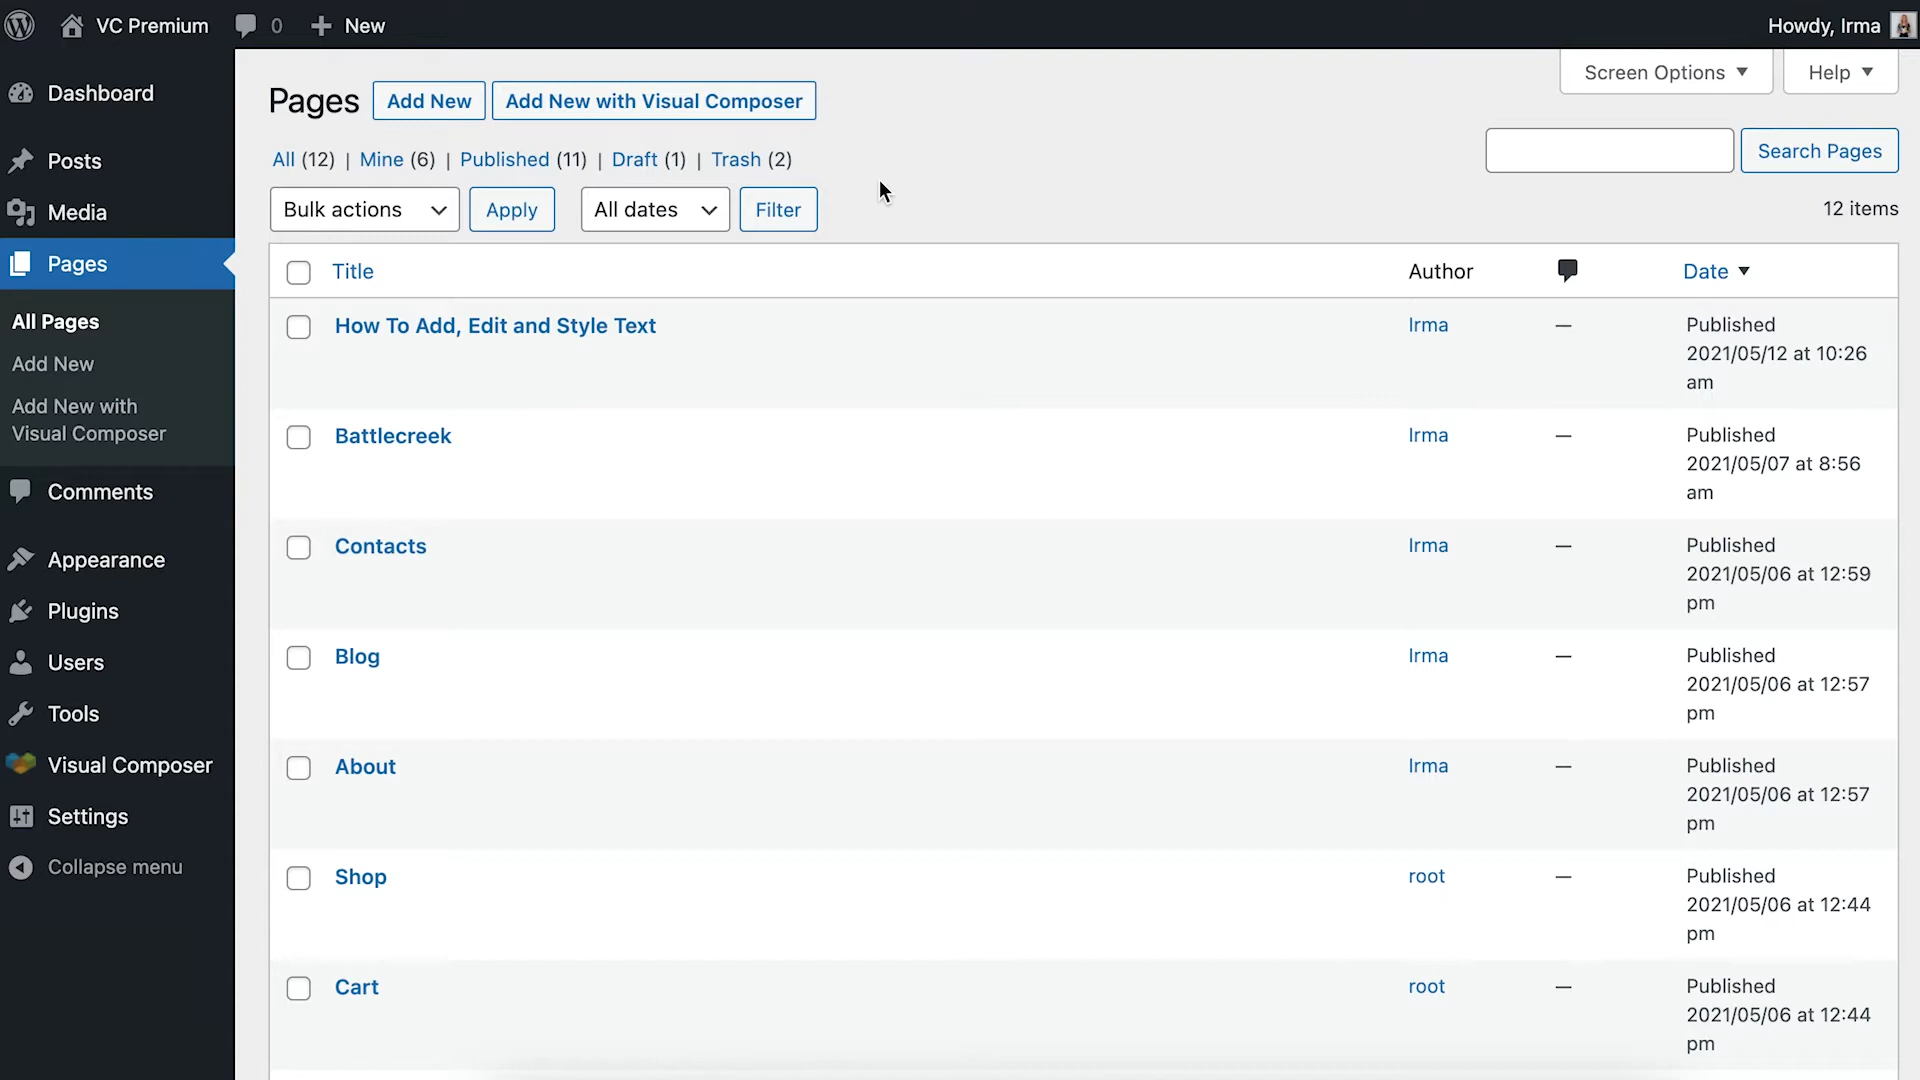 VC Premium 0 New Howdy, Irma
Screen Options Help
Dashboard
Posts
Media
Pages
All Pages
Add New
Add New with
Visual Composer
Comments
Appearance
Plugins
Users
Tools
Visual Composer
Settings
Collapse menu
Pages Add New Add New with Visual Composer
All (12) | Mine (6) | Published (11) | Draft (1) | Trash (2)
Search Pages
Bulk actions Apply All dates Filter
12 items
Title Author Date
How To Add, Edit and Style Text Irma — Published
2021/05/12 at 10:26
am
Battlecreek Irma — Published
2021/05/07 at 8:56
am
Contacts Irma — Published
2021/05/06 at 12:59
pm
Blog Irma — Published
2021/05/06 at 12:57
pm
About Irma — Published
2021/05/06 at 12:57
pm
Shop root — Published
2021/05/06 at 12:44
pm
Cart root — Published
2021/05/06 at 12:44
pm